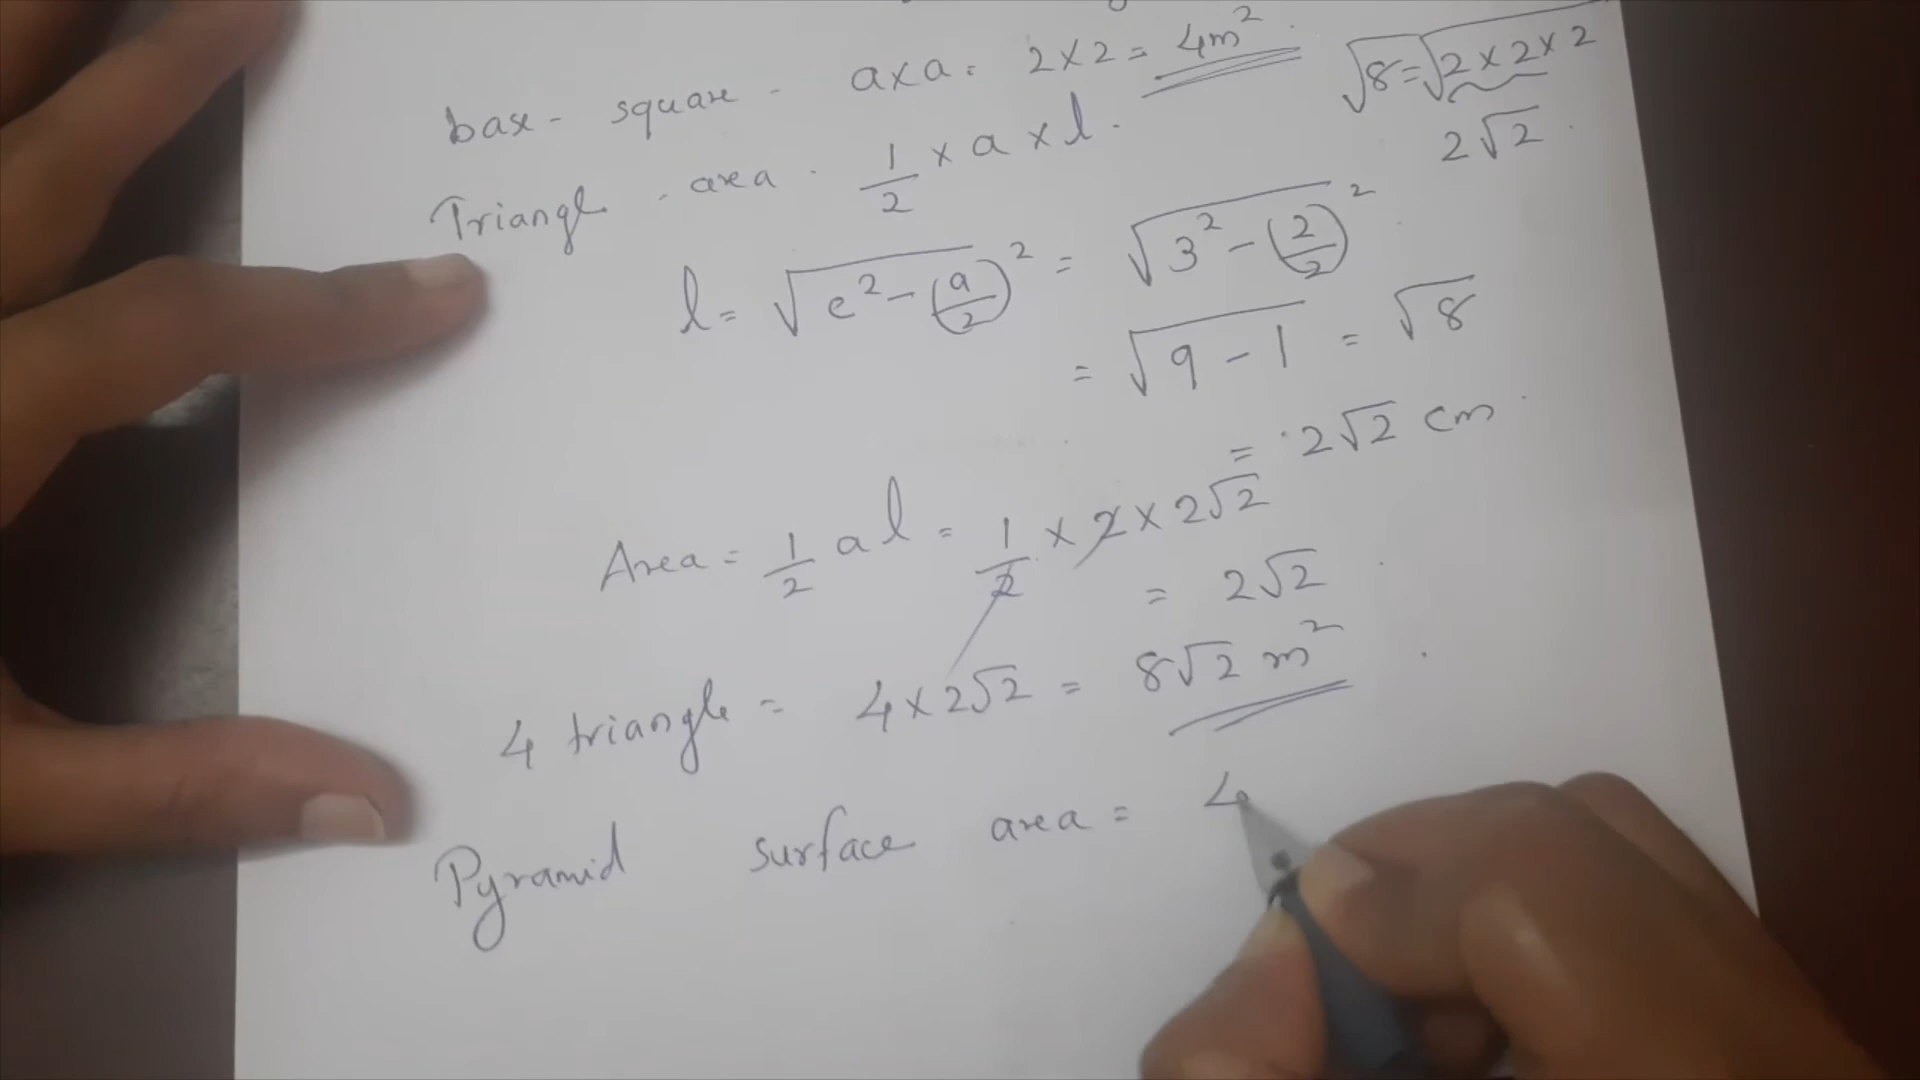 base - square - a x a = 2 x 2 = 4m²
√8 = √2 x 2 x 2
2√2
Triangle - area - 1/2 x a x l
l = √e² - (a/2)² = √3² - (2/2)²
= √9 - 1 = √8
= 2√2 cm
Area = 1/2 a l = 1/2 x 2 x 2√2
= 2√2
4 triangle = 4 x 2√2 = 8√2 m²
Pyramid surface area = 4